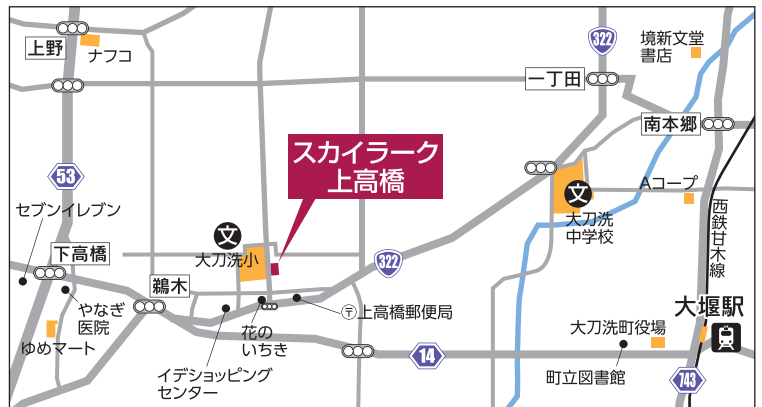 上野
ナフコ
322
境新文堂
書店
一丁田
南本郷
スカイラーク
上高橋
53
文
大刀洗
中学校
Aコープ
西鉄甘木線
セブンイレブン
下高橋
文
大刀洗小
鵜木
322
やなぎ
医院
ゆめマート
花の
いちき
〒上高橋郵便局
イデショッピング
センター
14
大堰駅
大刀洗町役場
町立図書館
743